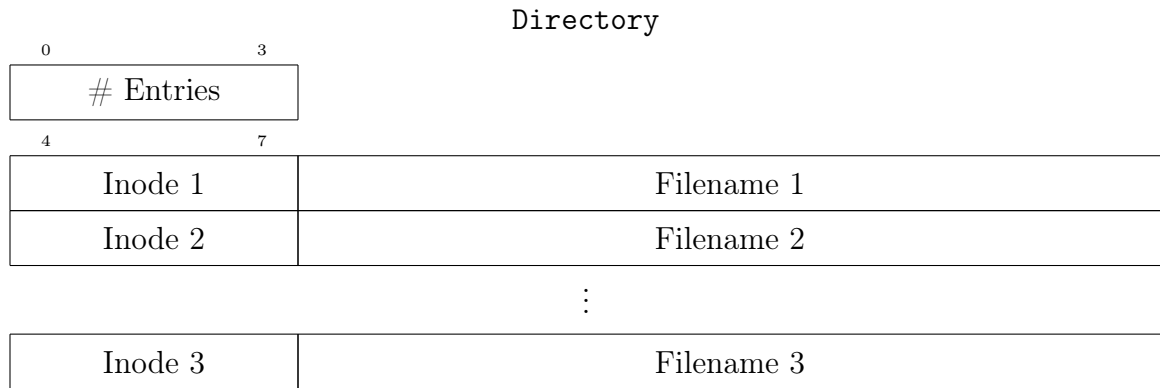 Directory
0 3
# Entries
4 7
Inode 1 Filename 1
Inode 2 Filename 2
⋮
Inode 3 Filename 3